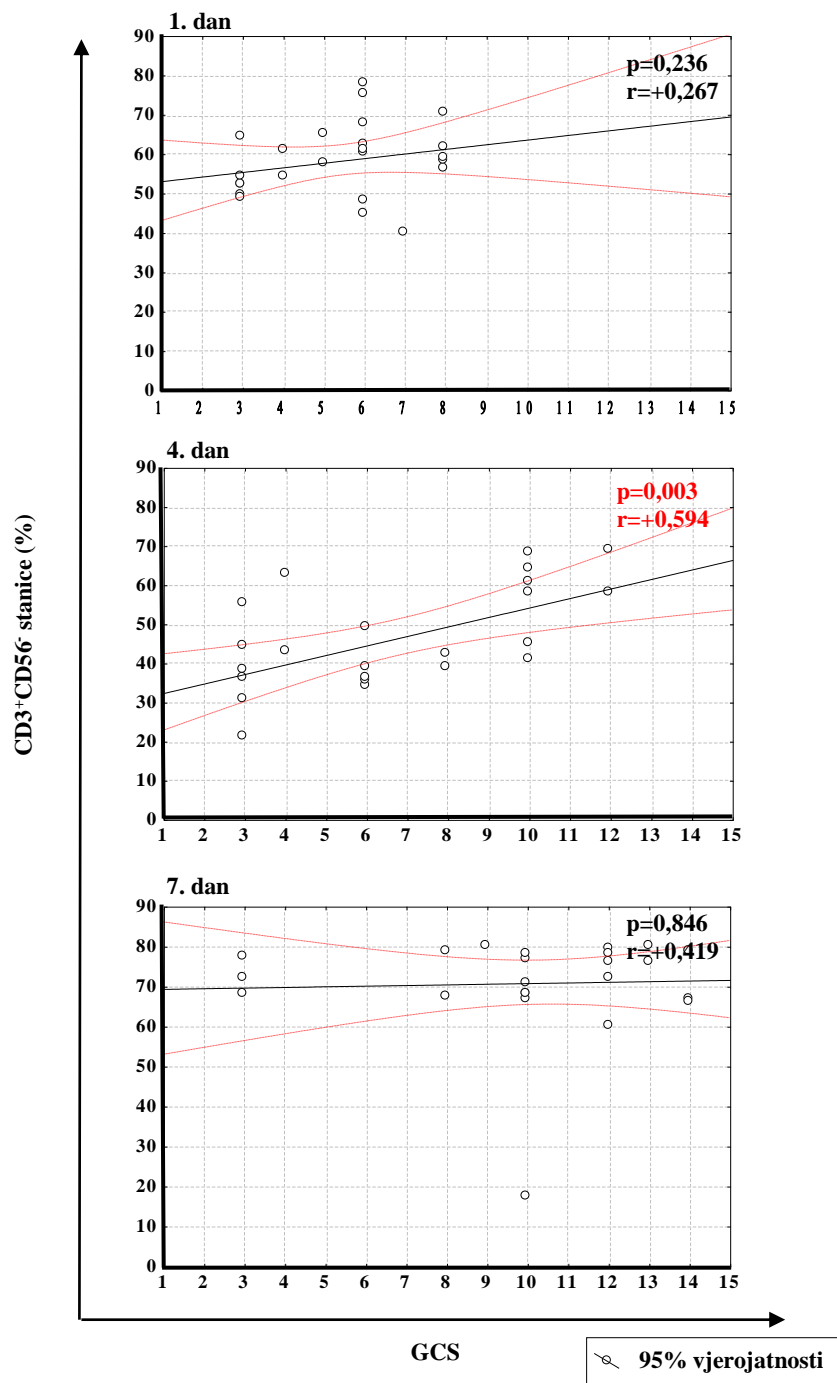 1. dan
90
80
70
60
50
40
30
20
10
0
p=0,236
r=+0,267
1 2 3 4 5 6 7 8 9 10 11 12 13 14 15
4. dan
90
80
70
60
50
40
30
20
10
0
p=0,003
r=+0,594
1 2 3 4 5 6 7 8 9 10 11 12 13 14 15
CD3⁺CD56⁻ stanice (%)
7. dan
90
80
70
60
50
40
30
20
10
0
p=0,846
r=+0,419
1 2 3 4 5 6 7 8 9 10 11 12 13 14 15
GCS
95% vjerojatnosti